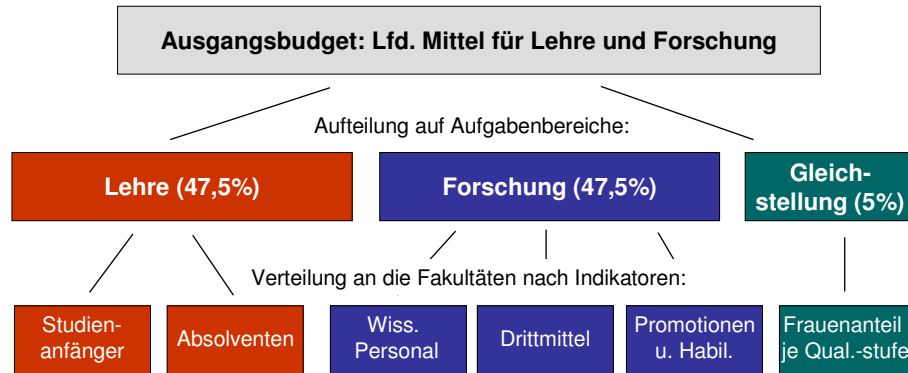 Ausgangsbudget: Lfd. Mittel für Lehre und Forschung
Aufteilung auf Aufgabenbereiche:
Lehre (47,5%)
Forschung (47,5%)
Gleich-
stellung (5%)
Verteilung an die Fakultäten nach Indikatoren:
Studien-
anfänger
Absolventen
Wiss.
Personal
Drittmittel
Promotionen
u. Habil.
Frauenanteil
je Qual.-stufe